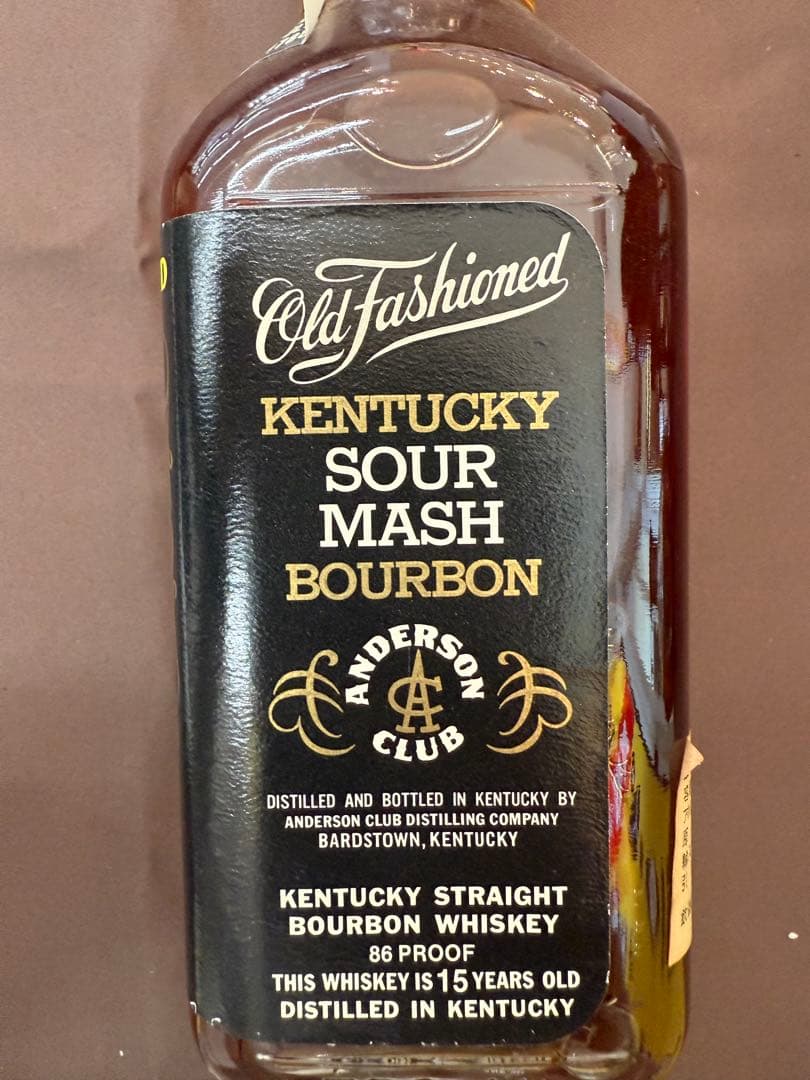 Old Fashioned
KENTUCKY
SOUR
MASH
BOURBON
ANDERSON
CA
CLUB
DISTILLED AND BOTTLED IN KENTUCKY BY
ANDERSON CLUB DISTILLING COMPANY
BARDSTOWN, KENTUCKY
KENTUCKY STRAIGHT
BOURBON WHISKEY
86 PROOF
THIS WHISKEY IS 15 YEARS OLD
DISTILLED IN KENTUCKY